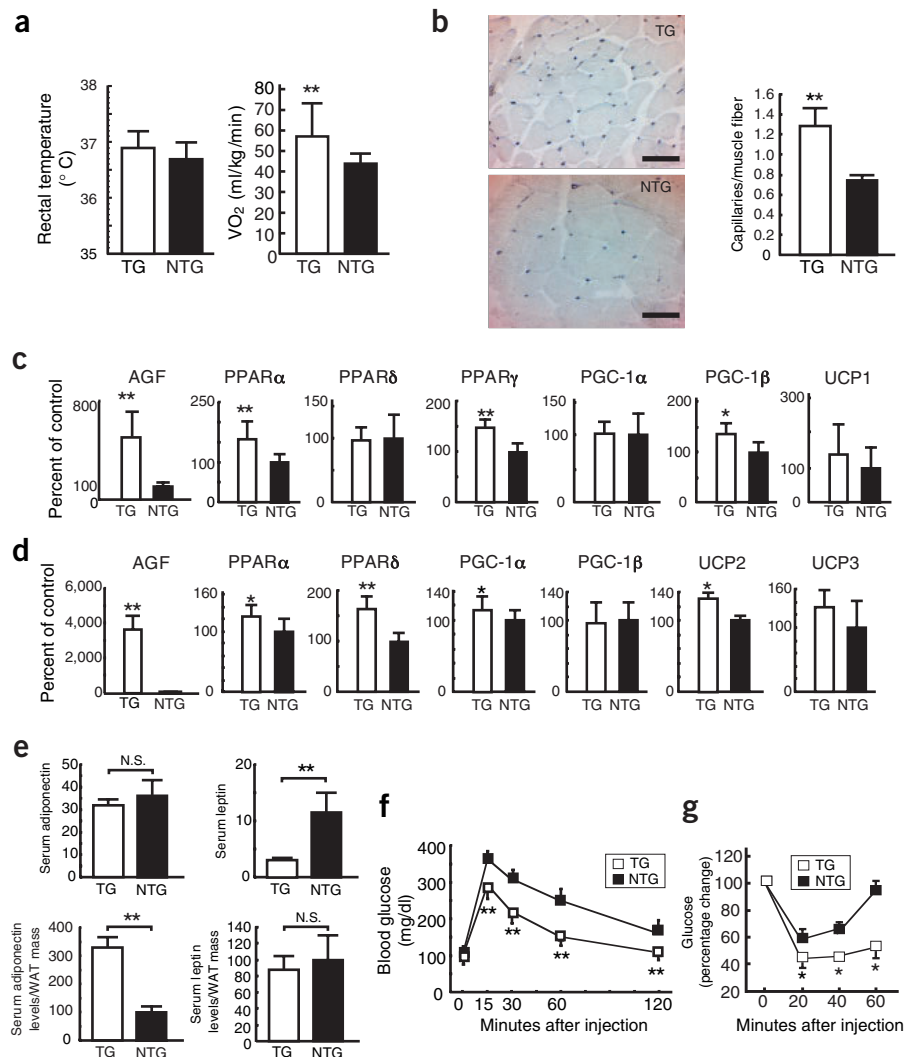 a
Rectal temperature
(° C)
38
37
36
35
TG NTG
VO₂ (ml/kg/min)
80
70
60
50
40
30
20
10
0
**
TG NTG
b
TG
NTG
Capillaries/muscle fiber
1.6
1.4
1.2
1.0
0.8
0.6
0.4
0.2
0
**
TG NTG
c
Percent of control
AGF
800
100
0
**
TG NTG
PPARα
250
200
100
0
**
TG NTG
PPARδ
150
100
0
TG NTG
PPARγ
200
100
0
**
TG NTG
PGC-1α
150
100
0
TG NTG
PGC-1β
200
100
0
*
TG NTG
UCP1
300
100
0
TG NTG
d
Percent of control
AGF
6,000
4,000
2,000
0
**
TG NTG
PPARα
160
100
0
*
TG NTG
PPARδ
200
100
0
**
TG NTG
PGC-1α
140
100
0
*
TG NTG
PGC-1β
160
100
0
TG NTG
UCP2
140
100
0
*
TG NTG
UCP3
160
100
0
TG NTG
e
Serum adiponectin
50
40
30
20
10
0
N.S.
TG NTG
Serum leptin
20
10
0
**
TG NTG
Serum adiponectin
levels/WAT mass
400
300
200
100
0
**
TG NTG
Serum leptin
levels/WAT mass
140
120
100
80
60
40
20
0
N.S.
TG NTG
f
Blood glucose
(mg/dl)
400
300
200
100
0
TG
NTG
** ** ** **
0 15 30 60 120
Minutes after injection
g
Glucose
(percentage change)
120
100
80
60
40
20
TG
NTG
* * *
0 20 40 60
Minutes after injection